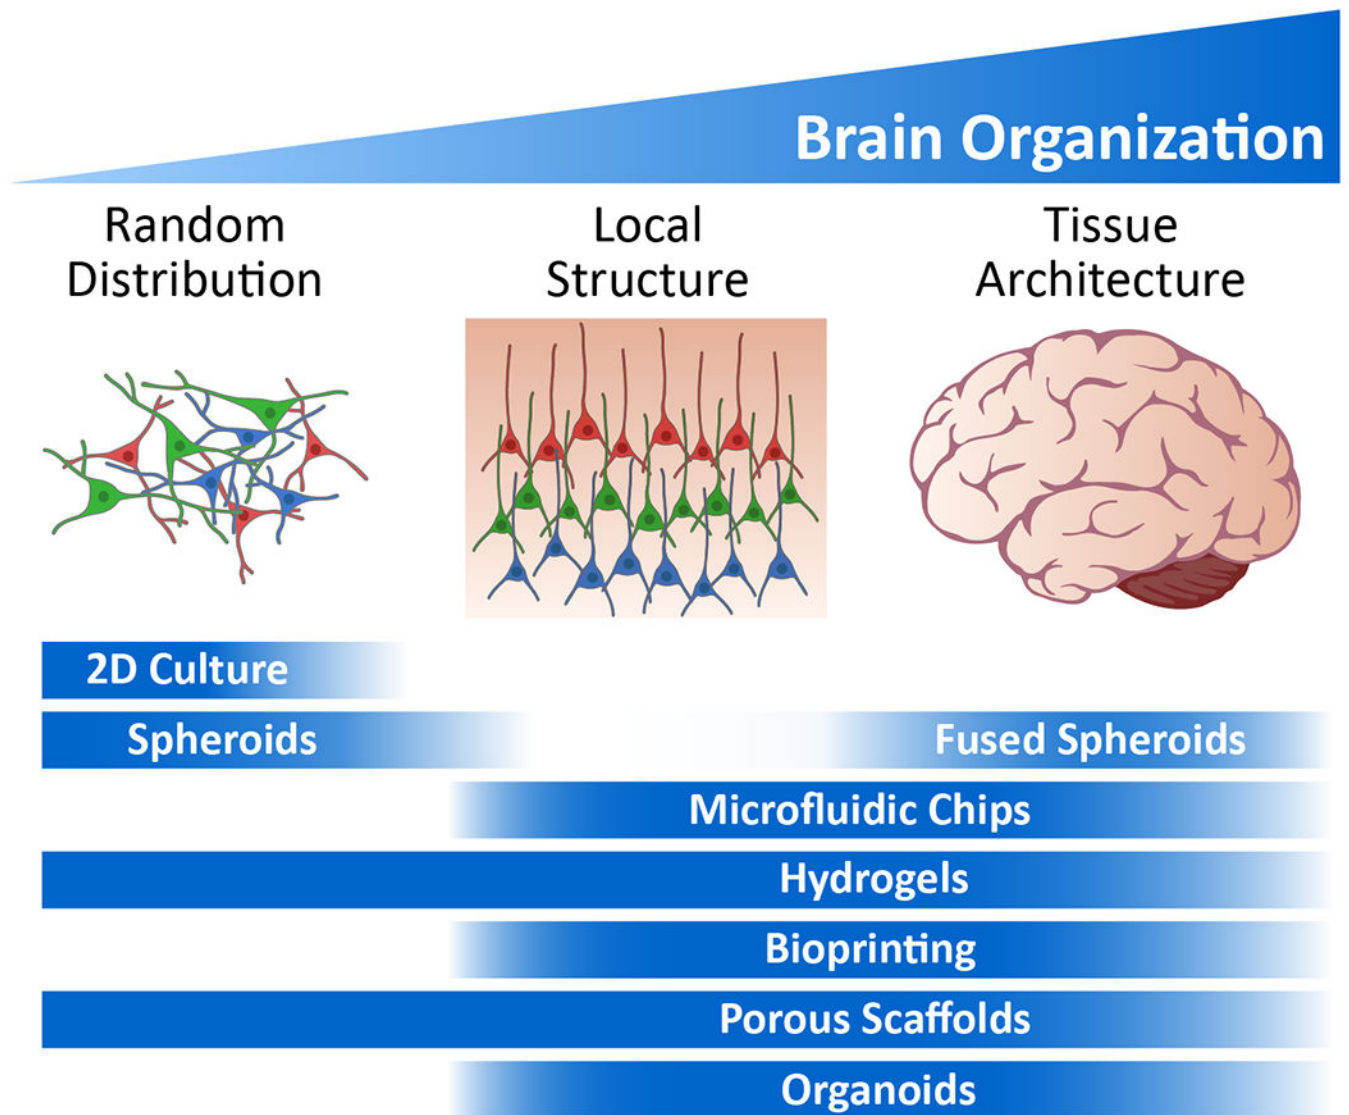 Brain Organization
Random
Distribution
Local
Structure
Tissue
Architecture
2D Culture
Spheroids
Fused Spheroids
Microfluidic Chips
Hydrogels
Bioprinting
Porous Scaffolds
Organoids